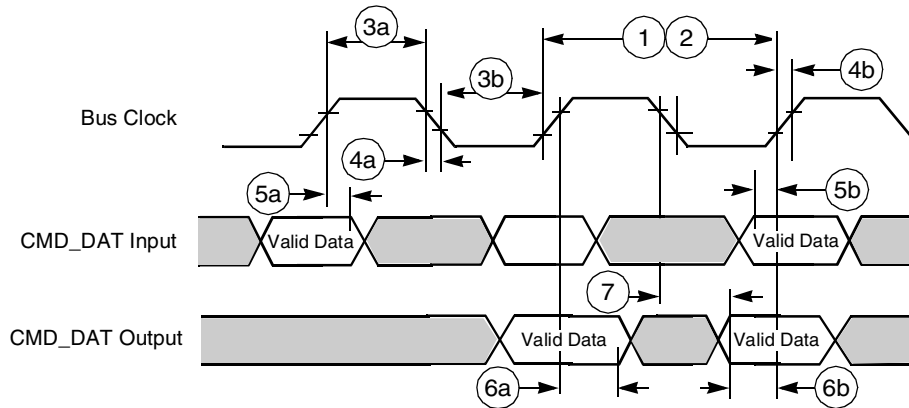 3a
1 2
3b
4b
Bus Clock
4a
5a
5b
CMD_DAT Input
Valid Data
Valid Data
7
CMD_DAT Output
Valid Data
Valid Data
6a
6b